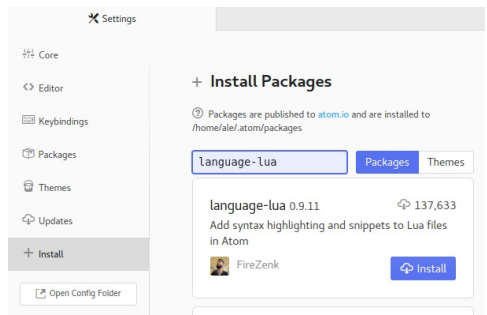 Settings
Core
Editor
Keybindings
Packages
Themes
Updates
+ Install
Open Config Folder
+ Install Packages
? Packages are published to atom.io and are installed to
/home/ale/.atom/packages
language-lua
Packages Themes
language-lua 0.9.11 137,633
Add syntax highlighting and snippets to Lua files
in Atom
FireZenk
Install